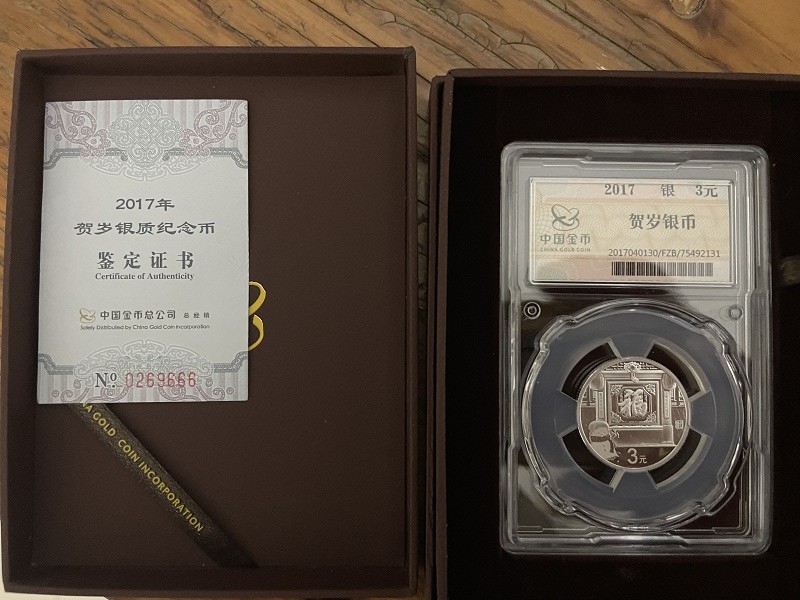 2017年
贺岁银质纪念币
鉴定证书
Certificate of Authenticity
中国金币总公司 总经销
Solely Distributed by China Gold Coin Incorporation
No. 0269666
CHINA GOLD COIN INCORPORATION
2017 银 3元
中国金币
CHINA GOLD COIN
贺岁银币
2017040130/FZB/75492131
福
3元